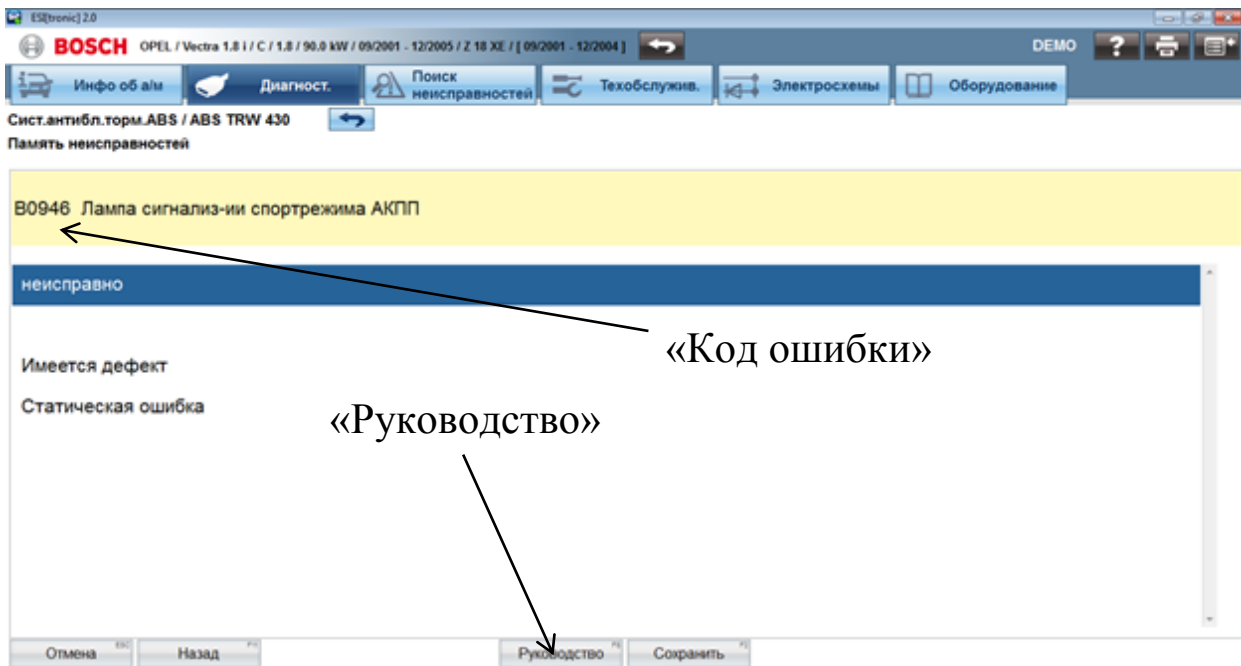 ESI[tronic] 2.0
BOSCH OPEL / Vectra 1.8 i / C / 1.8 / 90.0 kW / 09/2001 - 12/2005 / Z 18 XE / [ 09/2001 - 12/2004 ] DEMO ?
Инфо об а/м Диагност. Поиск неисправностей Техобслужив. Электросхемы Оборудование
Сист.антибл.торм.ABS / ABS TRW 430
Память неисправностей
B0946 Лампа сигнализ-ии спортрежима АКПП
неисправно
«Код ошибки»
Имеется дефект
Статическая ошибка
«Руководство»
Отмена ESC Назад Руководство Сохранить